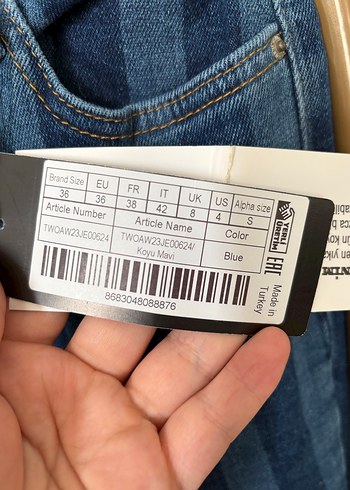 Brand Size EU FR IT UK US Alpha size
36 36 38 42 8 4 S
Article Number Article Name Color
TWOAW23JE00624 TWOAW23JE00624/ Blue
Koyu Mavi
8683048088876
YERLİ
ÜRETİM
EAC
Made in
Turkey